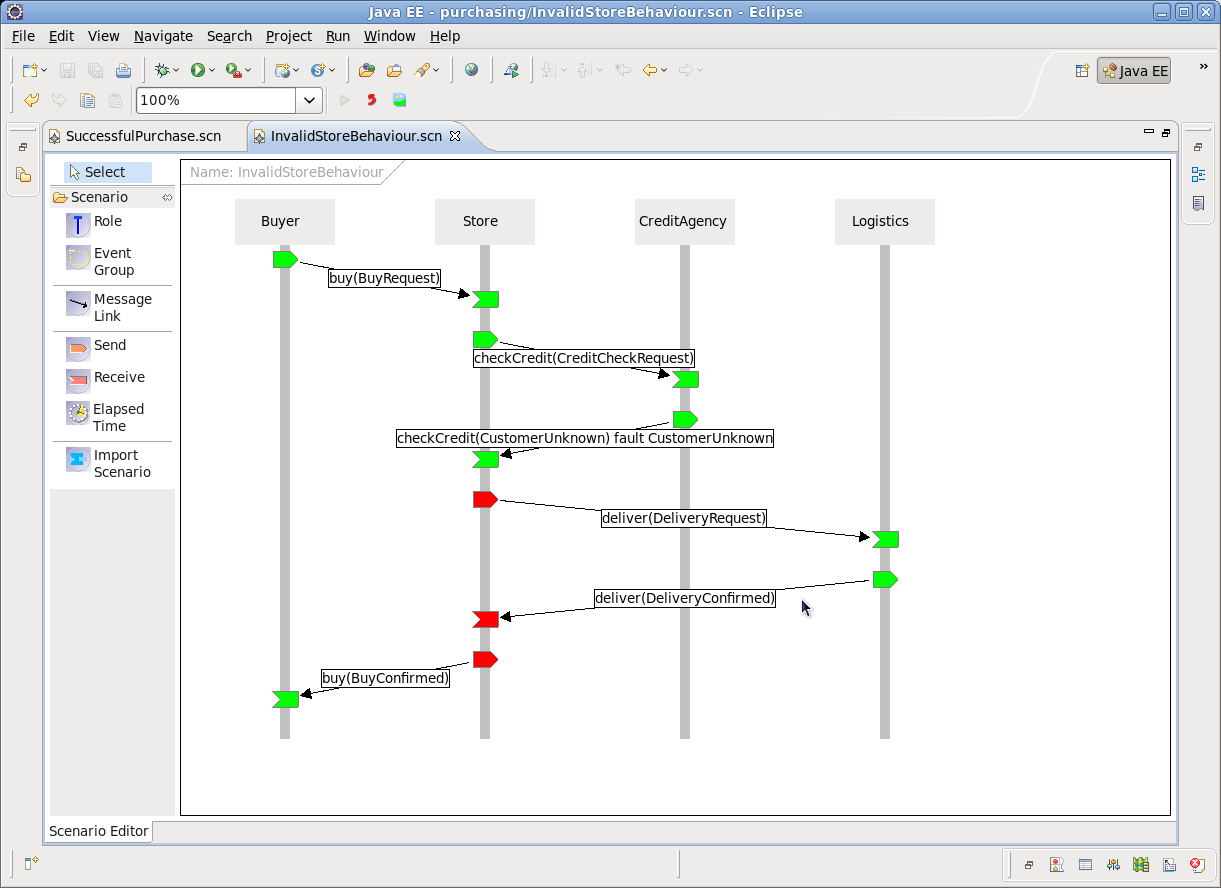 Java EE - purchasing/InvalidStoreBehaviour.scn - Eclipse
File Edit View Navigate Search Project Run Window Help
Java EE
100%
SuccessfulPurchase.scn InvalidStoreBehaviour.scn
Select
Scenario
Role
Event
Group
Message
Link
Send
Receive
Elapsed
Time
Import
Scenario
Name: InvalidStoreBehaviour
Buyer Store CreditAgency Logistics
buy(BuyRequest)
checkCredit(CreditCheckRequest)
checkCredit(CustomerUnknown) fault CustomerUnknown
deliver(DeliveryRequest)
deliver(DeliveryConfirmed)
buy(BuyConfirmed)
Scenario Editor